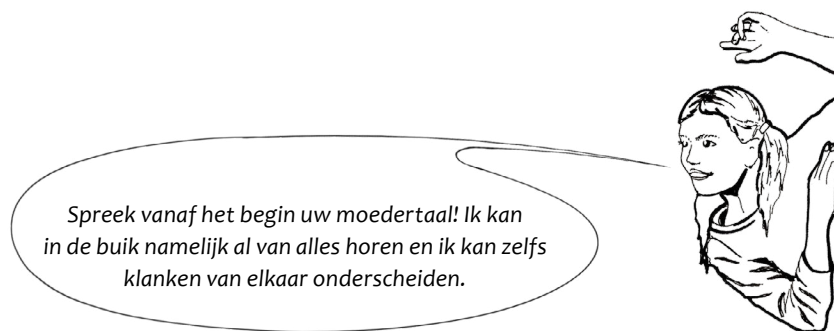 Spreek vanaf het begin uw moedertaal! Ik kan
in de buik namelijk al van alles horen en ik kan zelfs
klanken van elkaar onderscheiden.